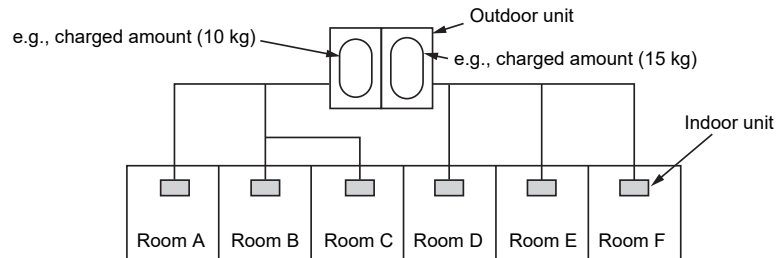 Outdoor unit
e.g., charged amount (10 kg)
e.g., charged amount (15 kg)
Indoor unit
Room A Room B Room C Room D Room E Room F